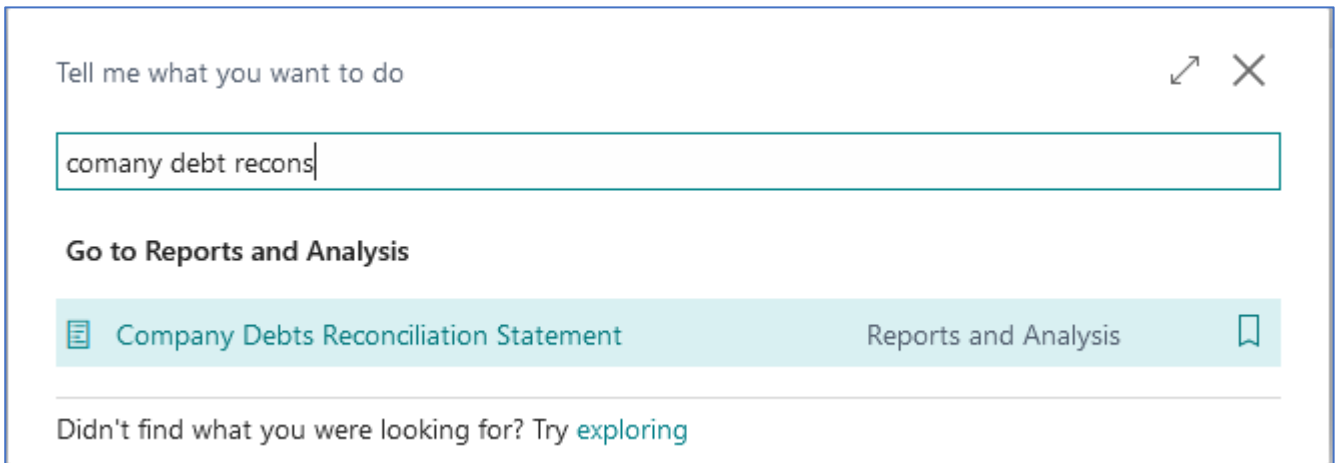 Tell me what you want to do
comany debt recons
Go to Reports and Analysis
Company Debts Reconciliation Statement Reports and Analysis
Didn't find what you were looking for? Try exploring